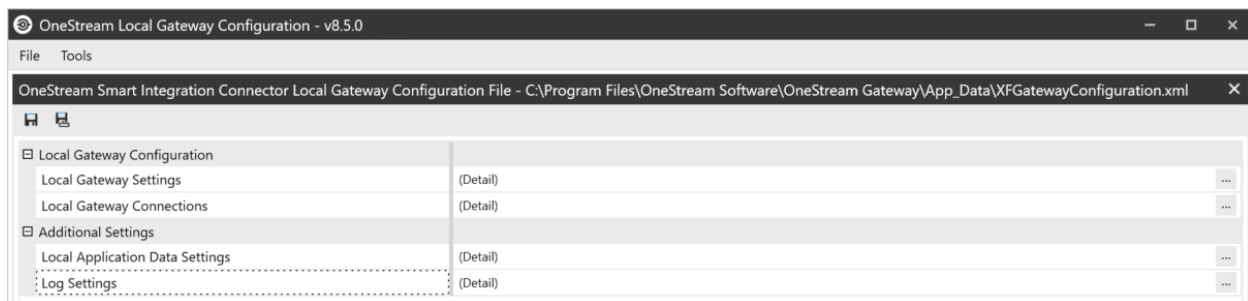 OneStream Local Gateway Configuration - v8.5.0
File Tools
OneStream Smart Integration Connector Local Gateway Configuration File - C:\Program Files\OneStream Software\OneStream Gateway\App_Data\XFGatewayConfiguration.xml
Local Gateway Configuration
Local Gateway Settings (Detail) ...
Local Gateway Connections (Detail) ...
Additional Settings
Local Application Data Settings (Detail) ...
Log Settings (Detail) ...